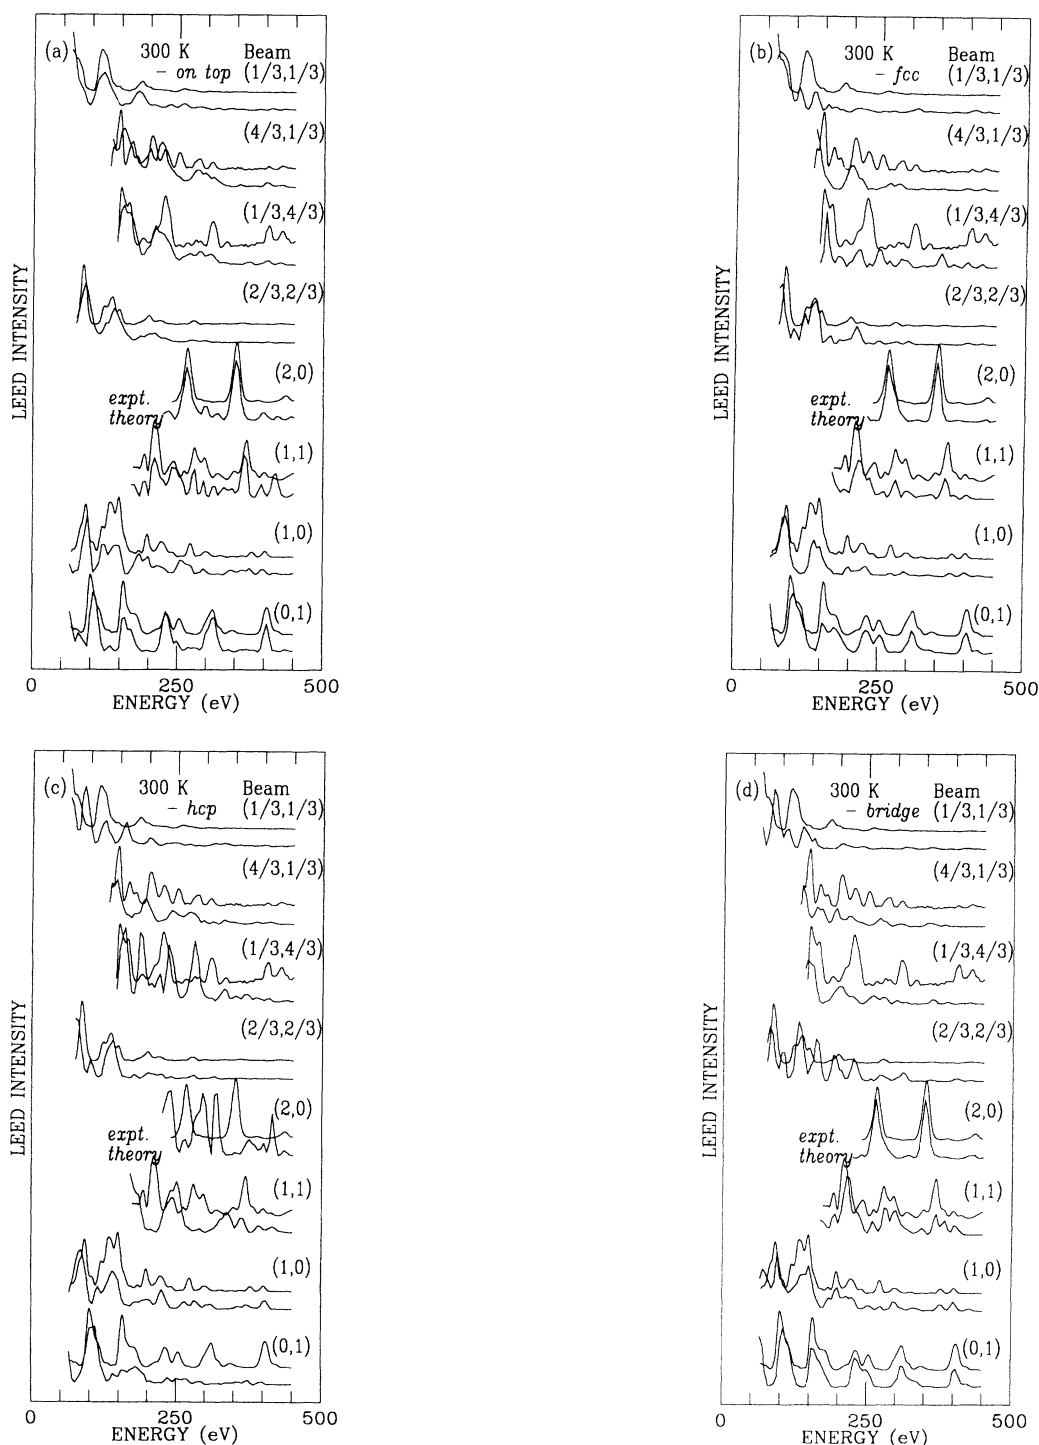 (a) 300 K Beam
– on top (1/3,1/3)
(4/3,1/3)
(1/3,4/3)
(2/3,2/3)
(2,0)
expt.
theory
(1,1)
(1,0)
(0,1)
LEED INTENSITY
0 250 500
ENERGY (eV)
(b) 300 K Beam
– fcc (1/3,1/3)
(4/3,1/3)
(1/3,4/3)
(2/3,2/3)
(2,0)
expt.
theory
(1,1)
(1,0)
(0,1)
LEED INTENSITY
0 250 500
ENERGY (eV)
(c) 300 K Beam
– hcp (1/3,1/3)
(4/3,1/3)
(1/3,4/3)
(2/3,2/3)
(2,0)
expt.
theory
(1,1)
(1,0)
(0,1)
LEED INTENSITY
0 250 500
ENERGY (eV)
(d) 300 K Beam
– bridge (1/3,1/3)
(4/3,1/3)
(1/3,4/3)
(2/3,2/3)
(2,0)
expt.
theory
(1,1)
(1,0)
(0,1)
LEED INTENSITY
0 250 500
ENERGY (eV)